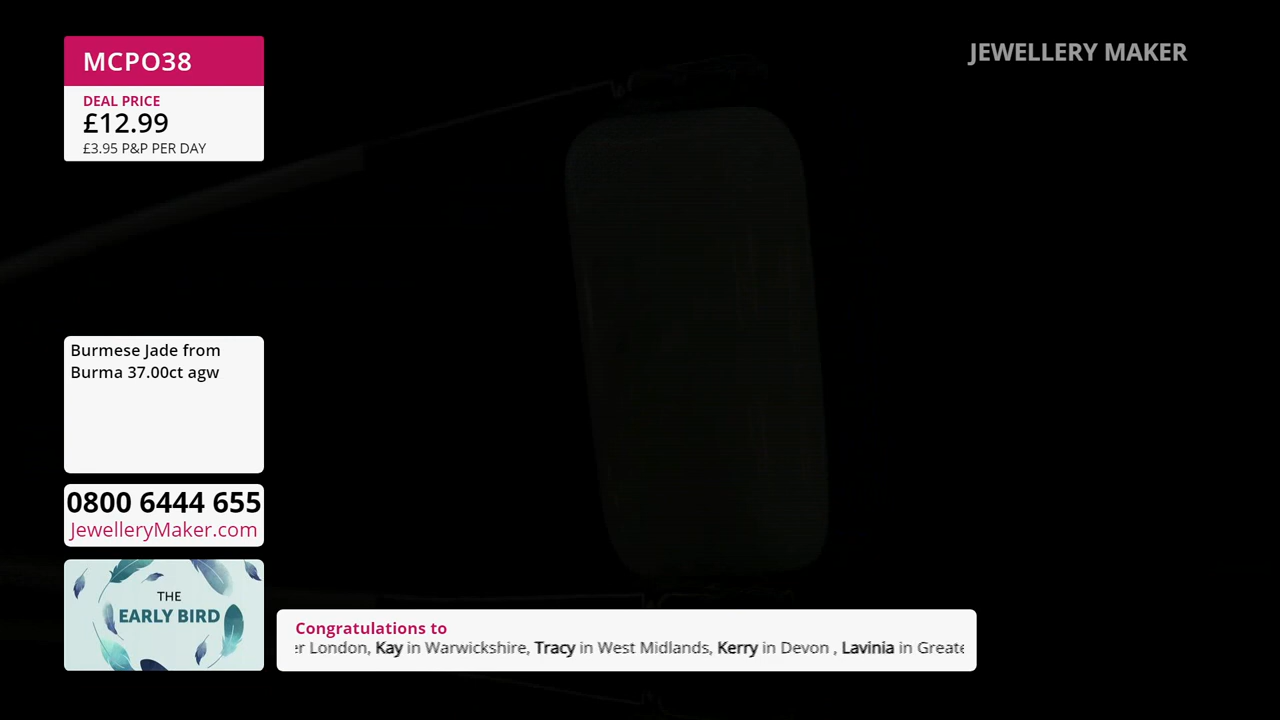 MCPO38
DEAL PRICE
£12.99
£3.95 P&P PER DAY
JEWELLERY MAKER
Burmese Jade from
Burma 37.00ct agw
0800 6444 655
JewelleryMaker.com
THE
EARLY BIRD
Congratulations to
London, Kay in Warwickshire, Tracy in West Midlands, Kerry in Devon , Lavinia in